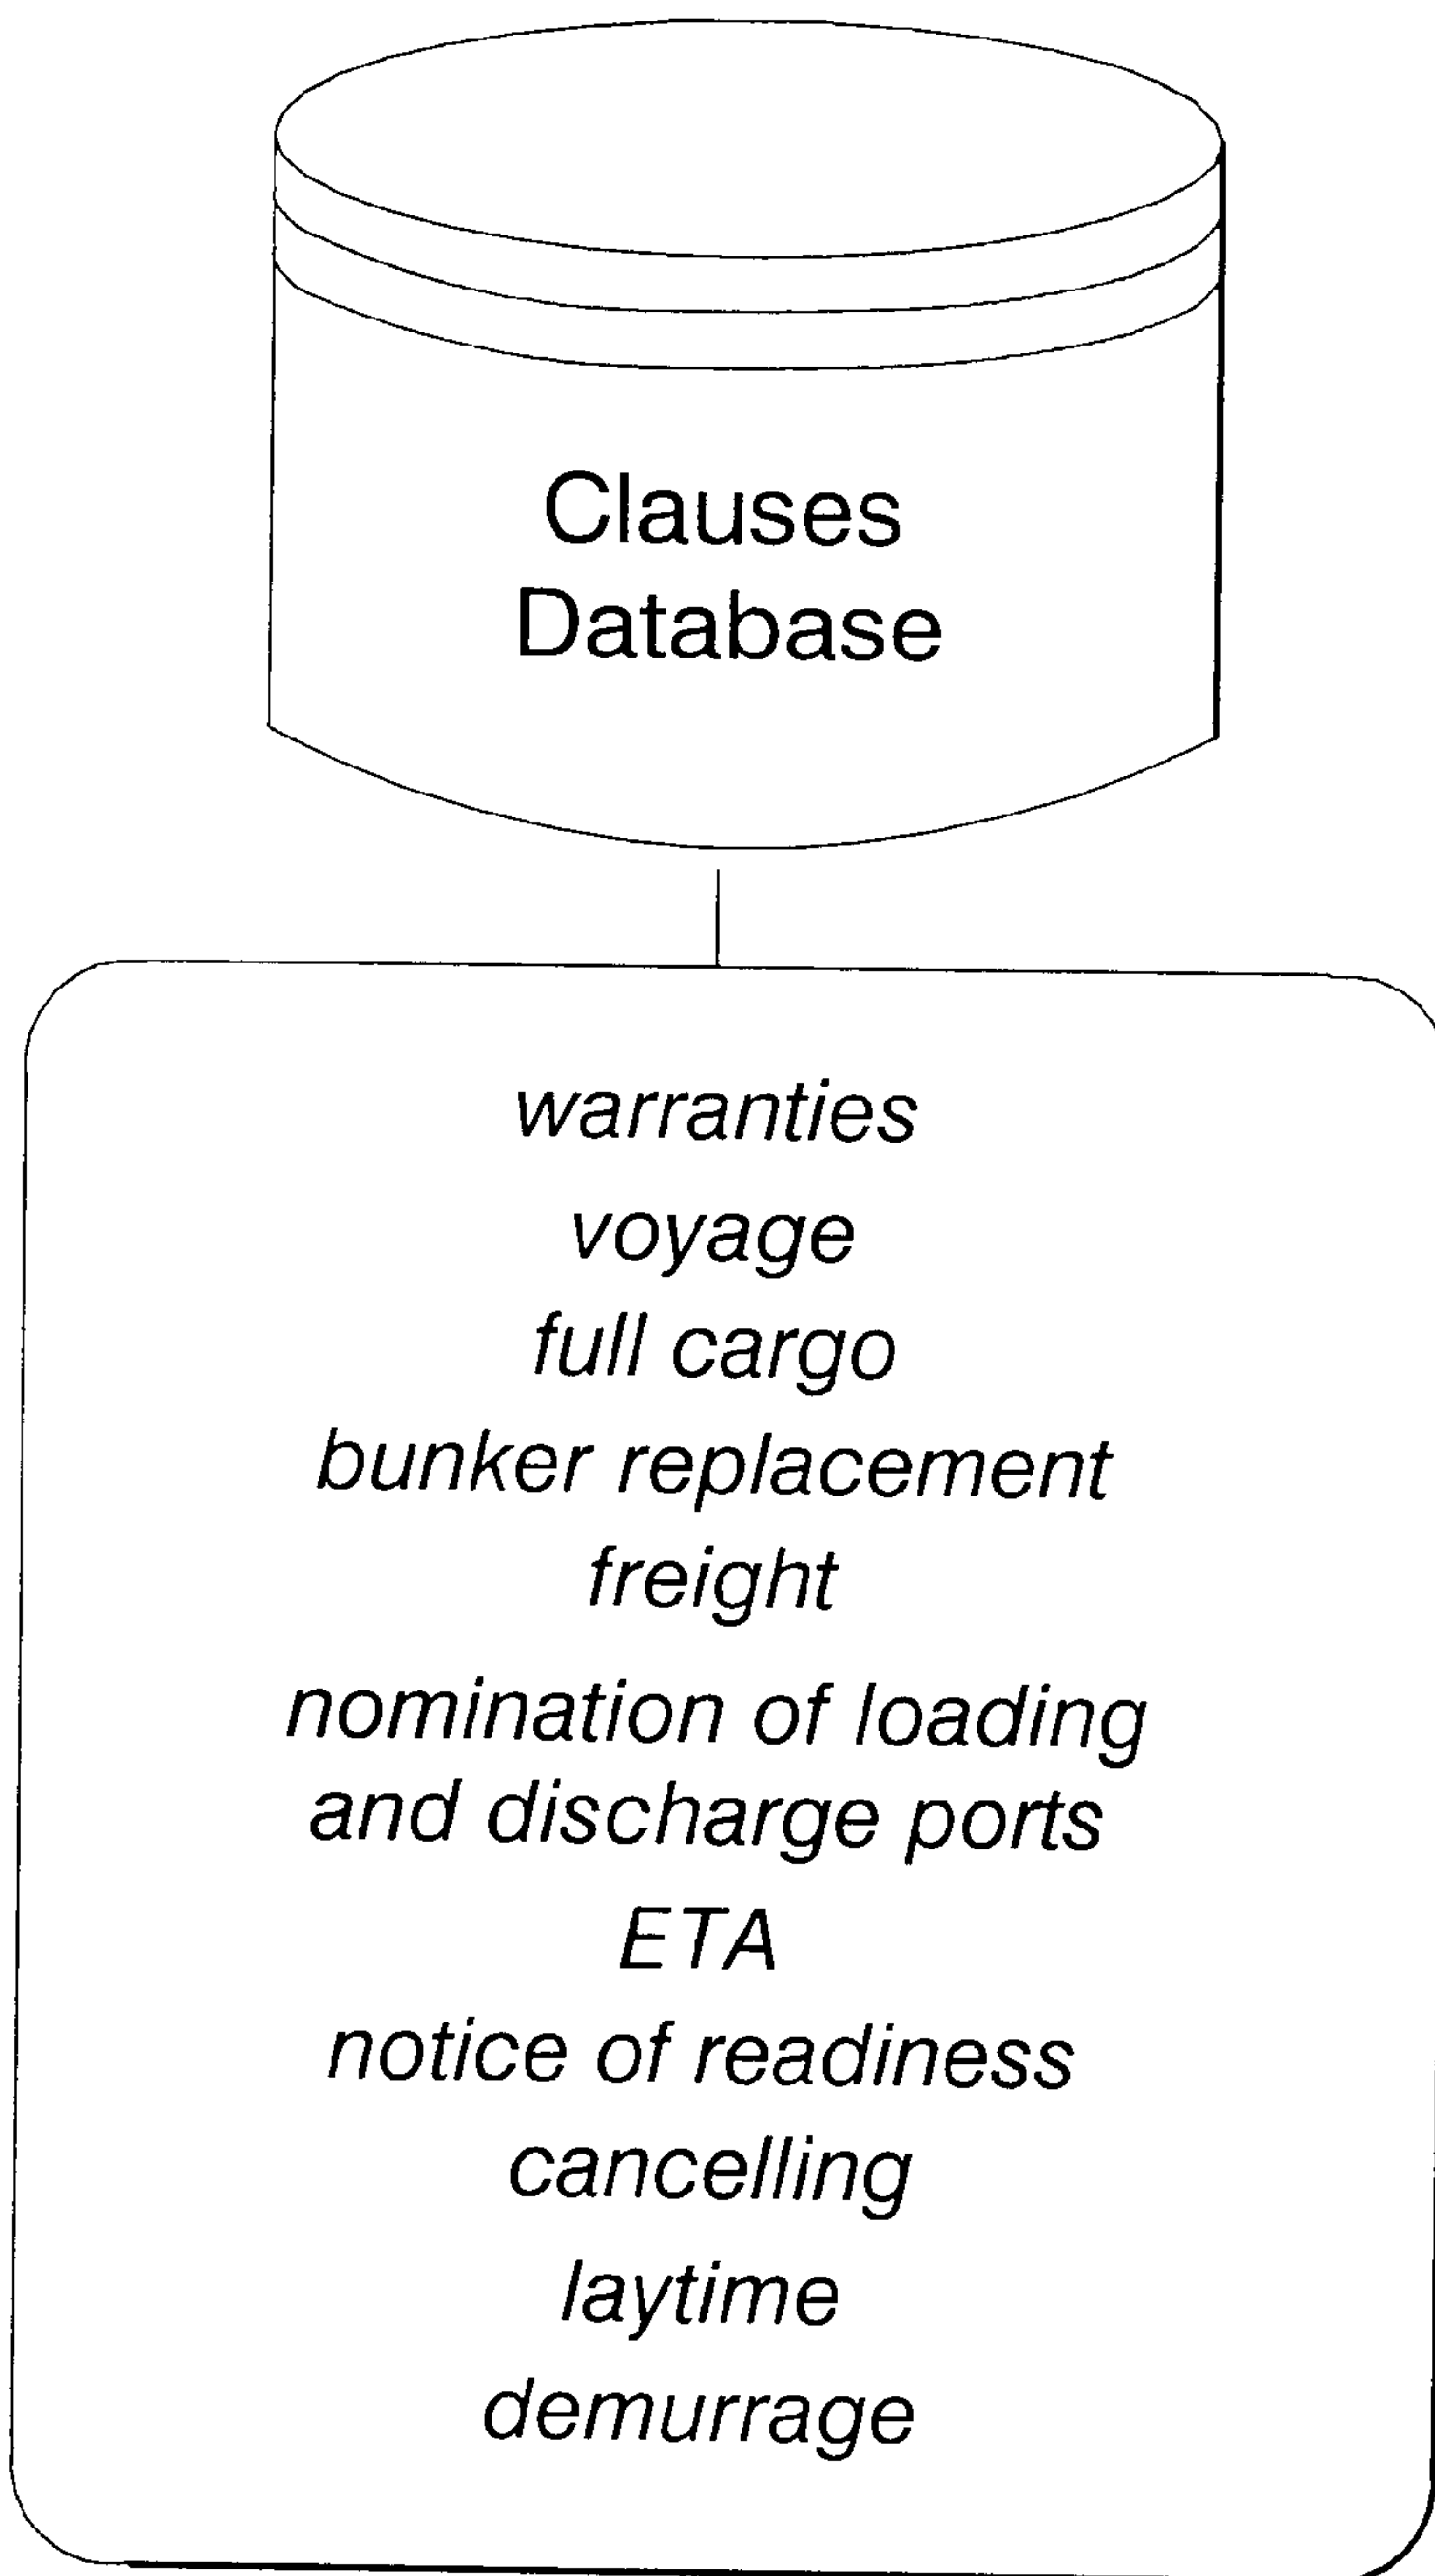 Clauses
Database
warranties
voyage
full cargo
bunker replacement
freight
nomination of loading
and discharge ports
ETA
notice of readiness
cancelling
laytime
demurrage